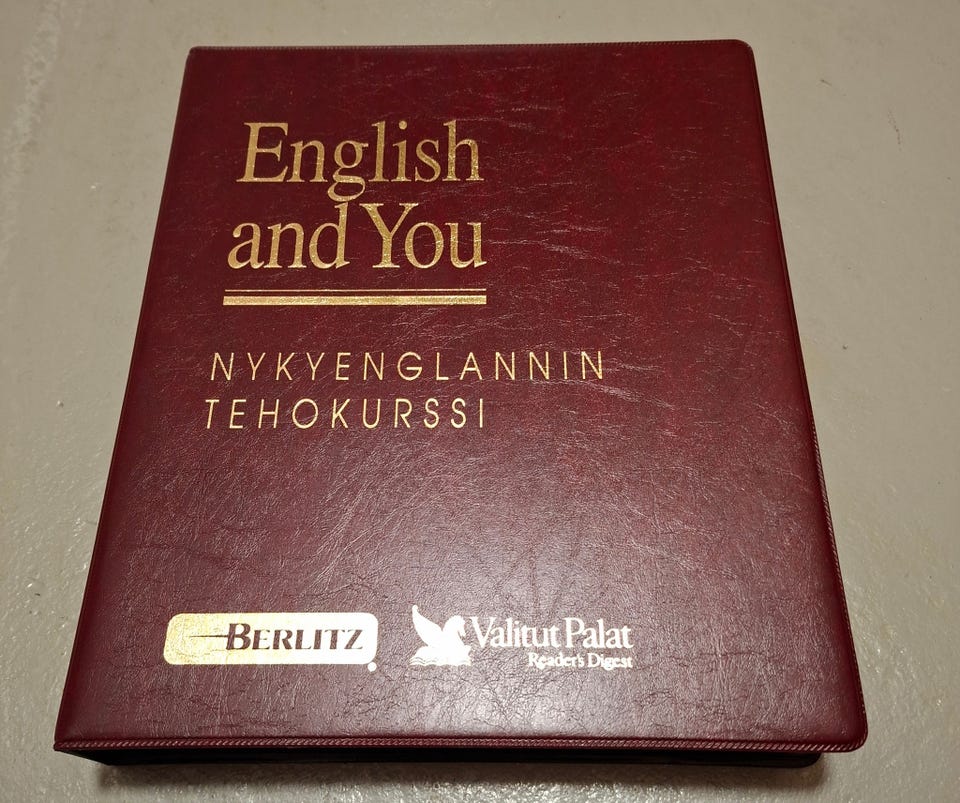 English
and You
NYKYENGLANNIN
TEHOKURSSI
BERLITZ
Valitut Palat
Reader's Digest